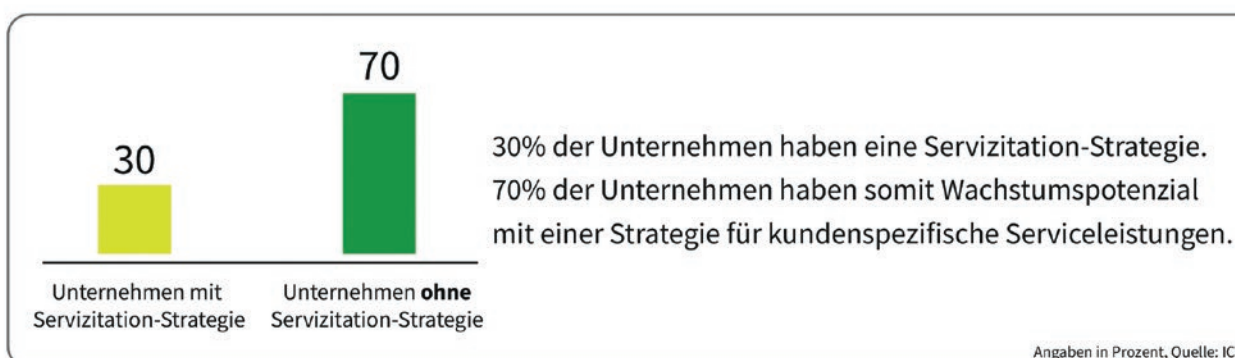 70
30
Unternehmen mit
Servizitation-Strategie
Unternehmen ohne
Servizitation-Strategie
30% der Unternehmen haben eine Servizitation-Strategie.
70% der Unternehmen haben somit Wachstumspotenzial
mit einer Strategie für kundenspezifische Serviceleistungen.
Angaben in Prozent, Quelle: